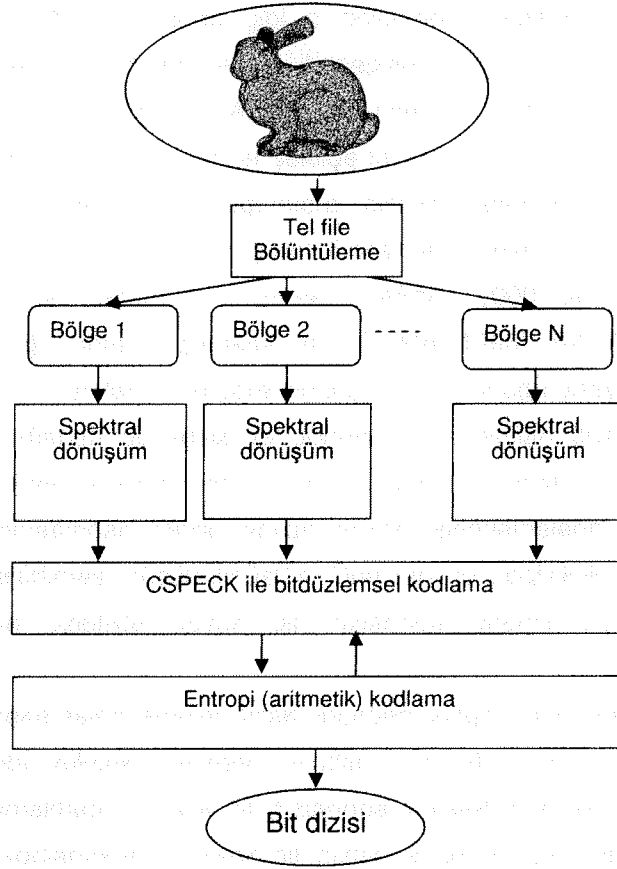 Tel file
Bölüntüleme
Bölge 1
Bölge 2
Bölge N
Spektral
dönüşüm
Spektral
dönüşüm
Spektral
dönüşüm
CSPECK ile bitdüzlemsel kodlama
Entropi (aritmetik) kodlama
Bit dizisi